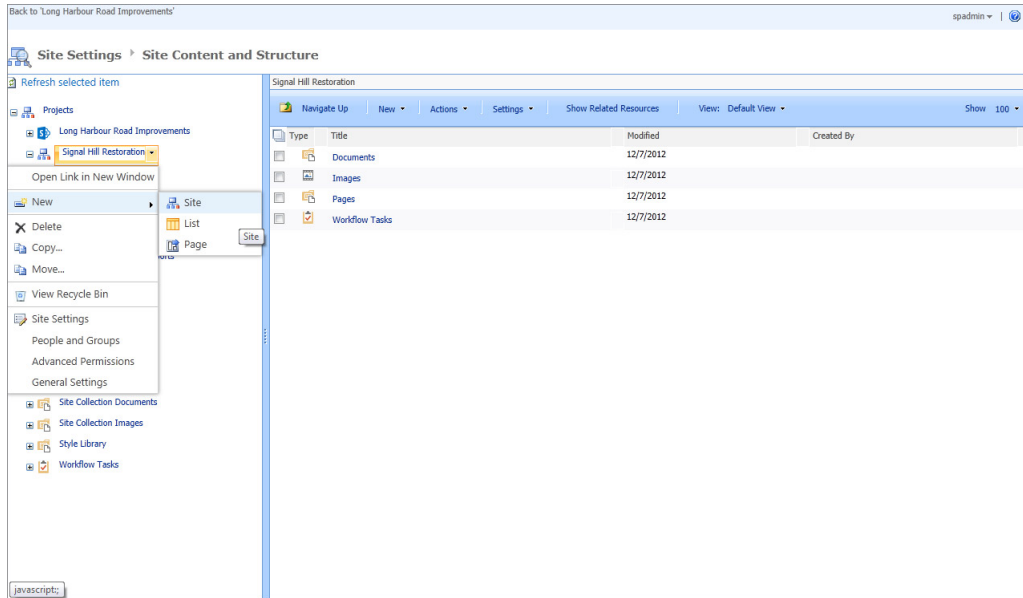 Back to 'Long Harbour Road Improvements'
spadmin
Site Settings Site Content and Structure
Refresh selected item
Signal Hill Restoration
Projects
Navigate Up New Actions Settings Show Related Resources View: Default View Show 100
Long Harbour Road Improvements
Type Title Modified Created By
Signal Hill Restoration
Documents 12/7/2012
Open Link in New Window
Images 12/7/2012
New
Site
Pages 12/7/2012
Delete
List
Workflow Tasks 12/7/2012
Site
Copy...
Page
Move...
View Recycle Bin
Site Settings
People and Groups
Advanced Permissions
General Settings
Site Collection Documents
Site Collection Images
Style Library
Workflow Tasks
javascript:;